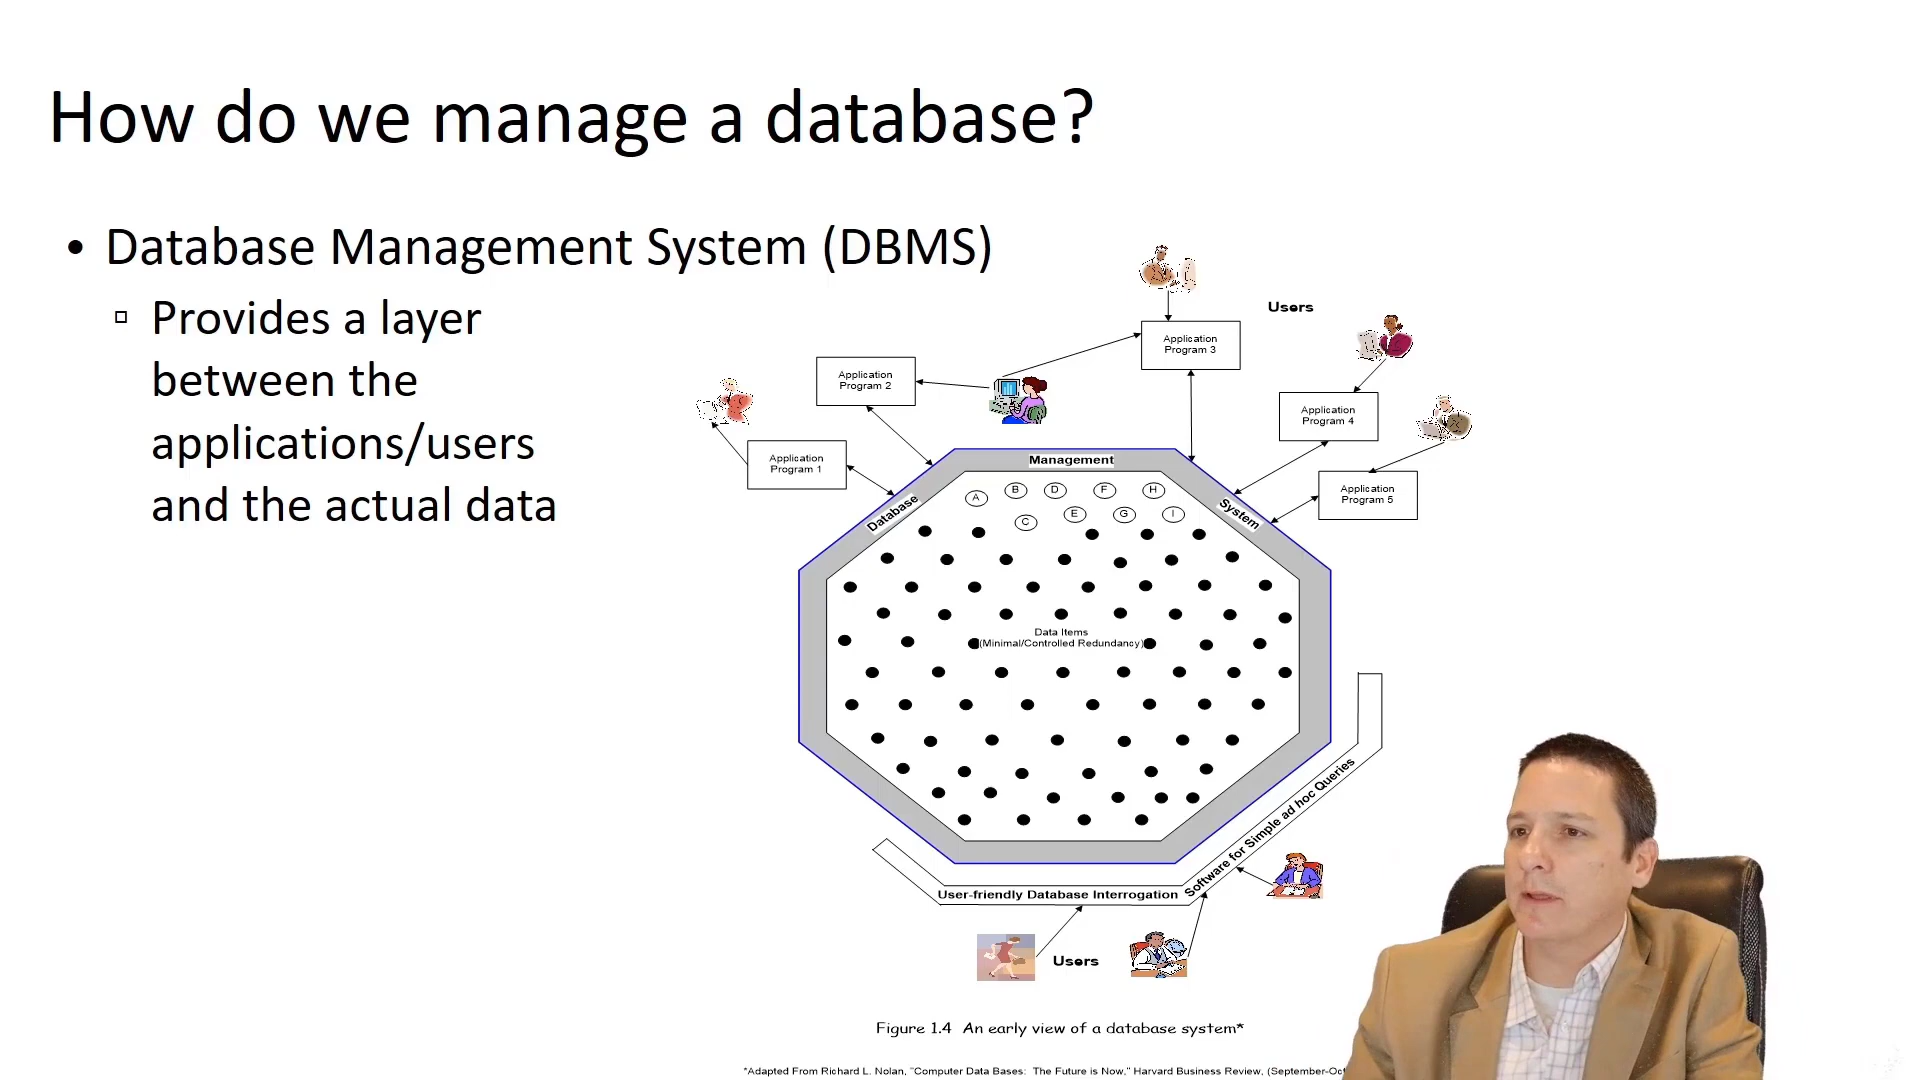 How do we manage a database?
• Database Management System (DBMS)
▫ Provides a layer
between the
applications/users
and the actual data
Users
Application
Program 3
Application
Program 2
Application
Program 4
Application
Program 1
Application
Program 5
Management
Database
System
A
B
D
F
H
C
E
G
I
Data Items
(Minimal/Controlled Redundancy)
Software for Simple ad hoc Queries
User-friendly Database Interrogation
Users
Figure 1.4 An early view of a database system*
*Adapted From Richard L. Nolan, "Computer Data Bases: The Future is Now," Harvard Business Review,